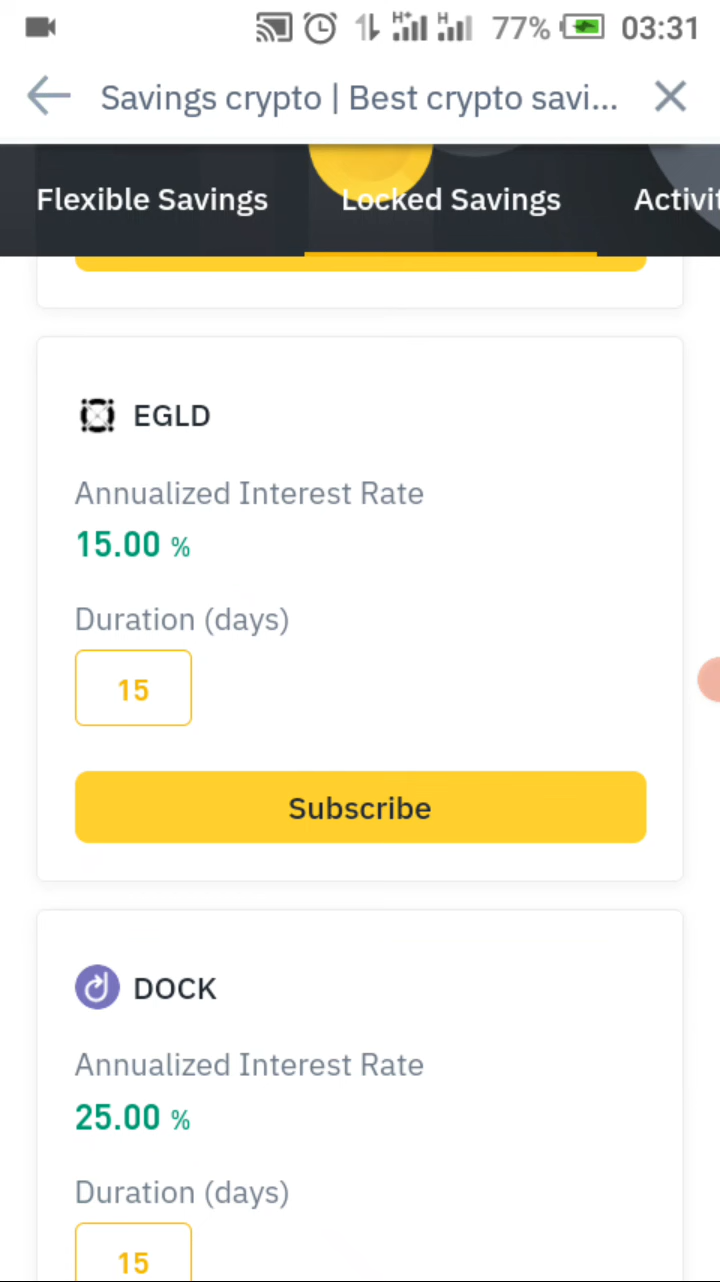 77% 03:31
Savings crypto | Best crypto savi...
Flexible Savings Locked Savings Activit
EGLD
Annualized Interest Rate
15.00 %
Duration (days)
15
Subscribe
DOCK
Annualized Interest Rate
25.00 %
Duration (days)
15